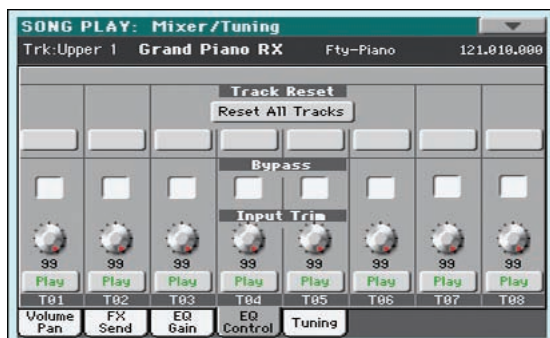 SONG PLAY: Mixer/Tuning
Trk:Upper 1 Grand Piano RX Fty-Piano 121.010.000
Track Reset
Reset All Tracks
Bypass
Input Trim
99 99 99 99 99 99 99 99
Play Play Play Play Play Play Play Play
T01 T02 T03 T04 T05 T06 T07 T08
Volume Pan FX Send EQ Gain EQ Control Tuning